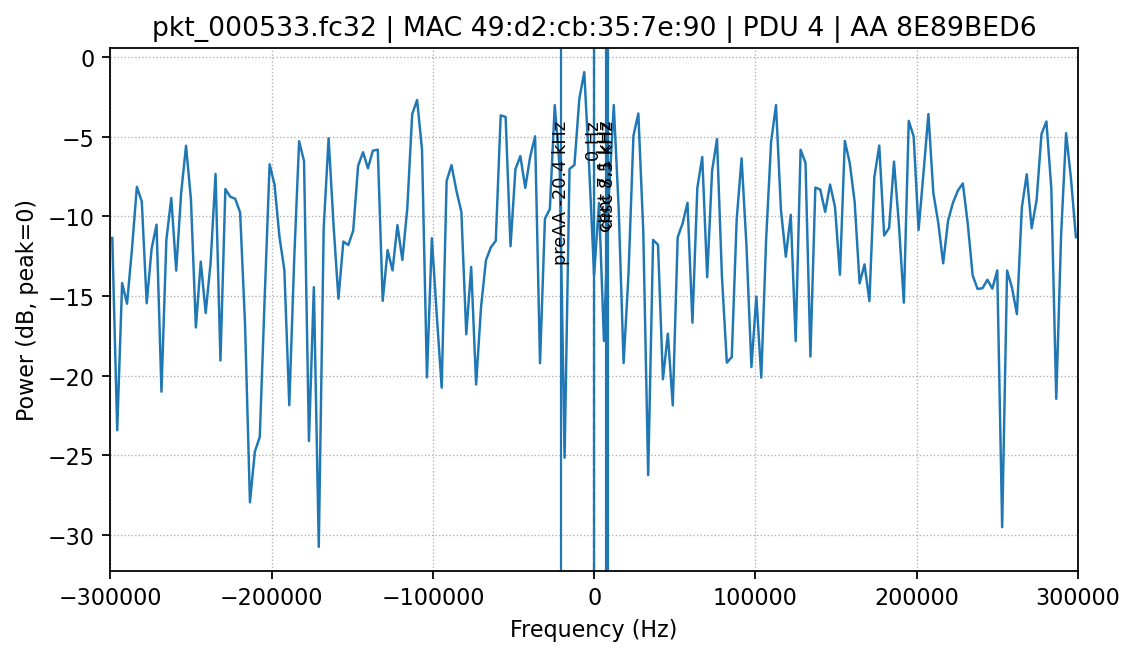 pkt_000533.fc32 | MAC 49:d2:cb:35:7e:90 | PDU 4 | AA 8E89BED6
Power (dB, peak=0)
0
−5
−10
−15
−20
−25
−30
preAA -20.4 kHz
0 Hz
kHz
−300000
−200000
−100000
0
100000
200000
300000
Frequency (Hz)